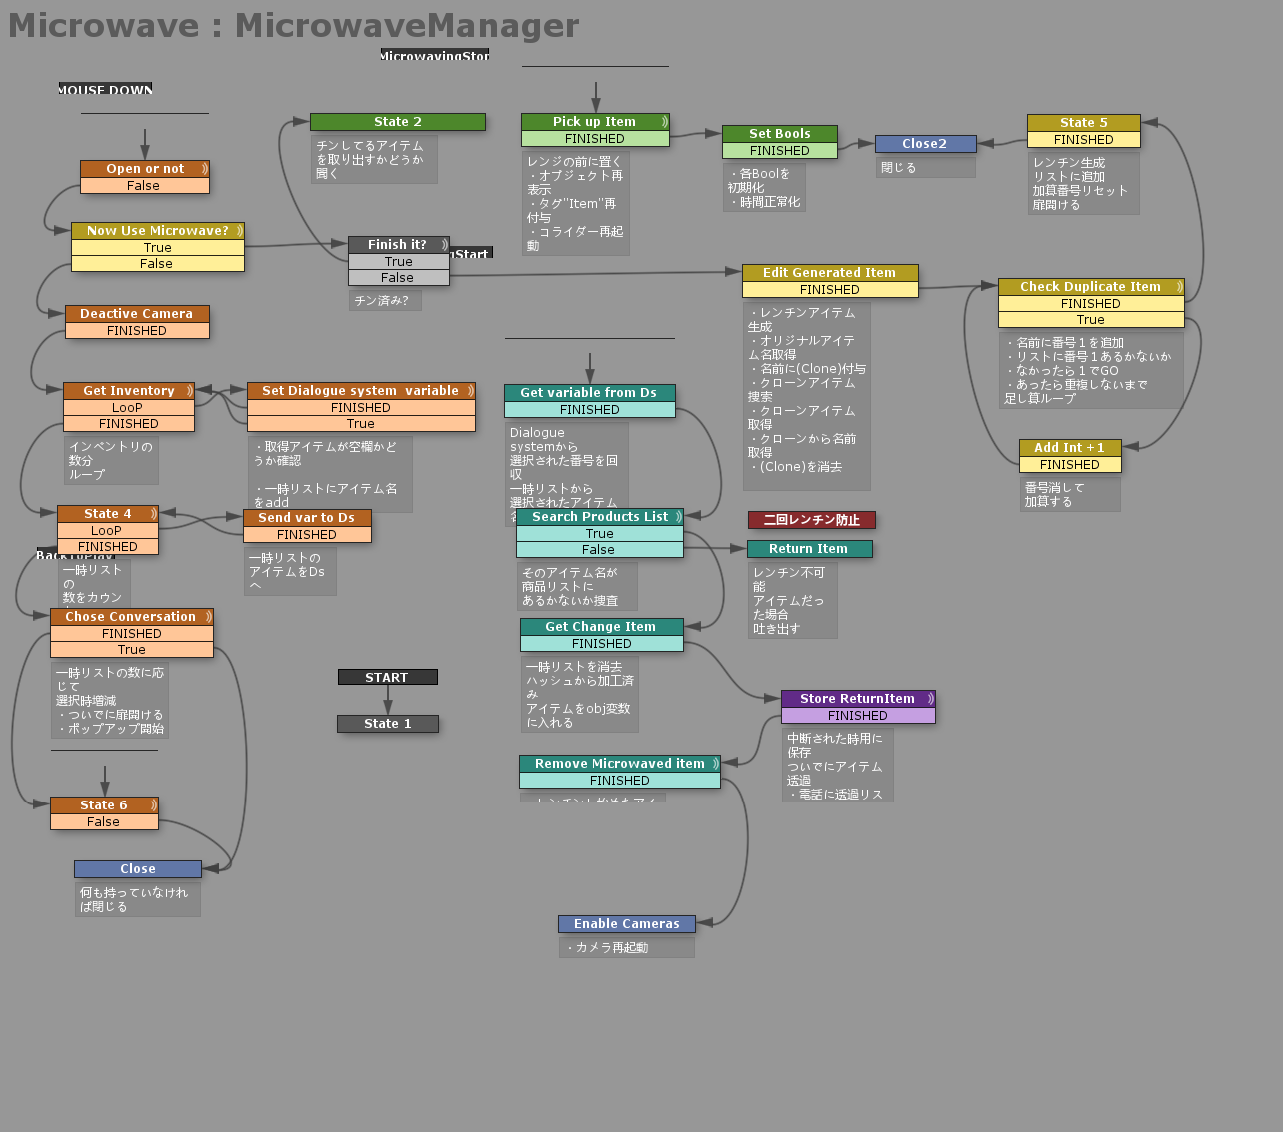 Microwave : MicrowaveManager
MOUSE DOWN
Open or not
False
Now Use Microwave?
True
False
Deactive Camera
FINISHED
Get Inventory
LooP
FINISHED
インベントリの
数分
ループ
Set Dialogue system variable
FINISHED
True
・取得アイテムが空欄かど
うか確認
・一時リストにアイテム名
をadd
State 4
LooP
FINISHED
一時リスト
の
数をカウン
Send var to Ds
FINISHED
一時リストの
アイテムをDs
へ
BackToPlay
Chose Conversation
FINISHED
True
一時リストの数に応
じて
選択時増減
・ついでに扉開ける
・ポップアップ開始
State 6
False
Close
何も持っていなけれ
ば閉じる
State 2
チンしてるアイテム
を取り出すかどうか
聞く
Finish it?
True
False
チン済み?
START
State 1
MicrowavingStor
Pick up Item
FINISHED
レンジの前に置く
・オブジェクト再
表示
・タグ"Item"再
付与
・コライダー再起
動
Set Bools
FINISHED
・各Boolを
初期化
・時間正常化
Close2
閉じる
State 5
FINISHED
レンチン生成
リストに追加
加算番号リセット
扉開ける
gStart
Edit Generated Item
FINISHED
・レンチンアイテム
生成
・オリジナルアイテ
ム名取得
・名前に(Clone)付与
・クローンアイテム
捜索
・クローンアイテム
取得
・クローンから名前
取得
・(Clone)を消去
Check Duplicate Item
FINISHED
True
・名前に番号１を追加
・リストに番号１あるかないか
・なかったら１でGO
・あったら重複しないまで
足し算ループ
Add Int +1
FINISHED
番号消して
加算する
Get variable from Ds
FINISHED
Dialogue
systemから
選択された番号を回
収
一時リストから
選択されたアイテム
Search Products List
True
False
そのアイテム名が
商品リストに
あるかないか捜査
二回レンチン防止
Return Item
レンチン不可
能
アイテムだっ
た場合
吐き出す
Get Change Item
FINISHED
一時リストを消去
ハッシュから加工済
み
アイテムをobj変数
に入れる
Store ReturnItem
FINISHED
中断された時用に
保存
ついでにアイテム
透過
・電話に透過リス
Remove Microwaved item
FINISHED
Enable Cameras
・カメラ再起動